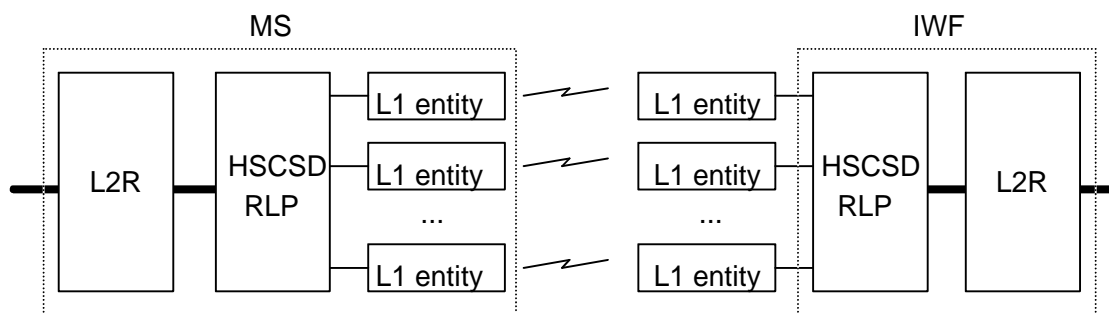 MS
IWF
L1 entity
L1 entity
L1 entity
L1 entity
HSCSD
RLP
HSCSD
RLP
L2R
L2R
...
...
L1 entity
L1 entity